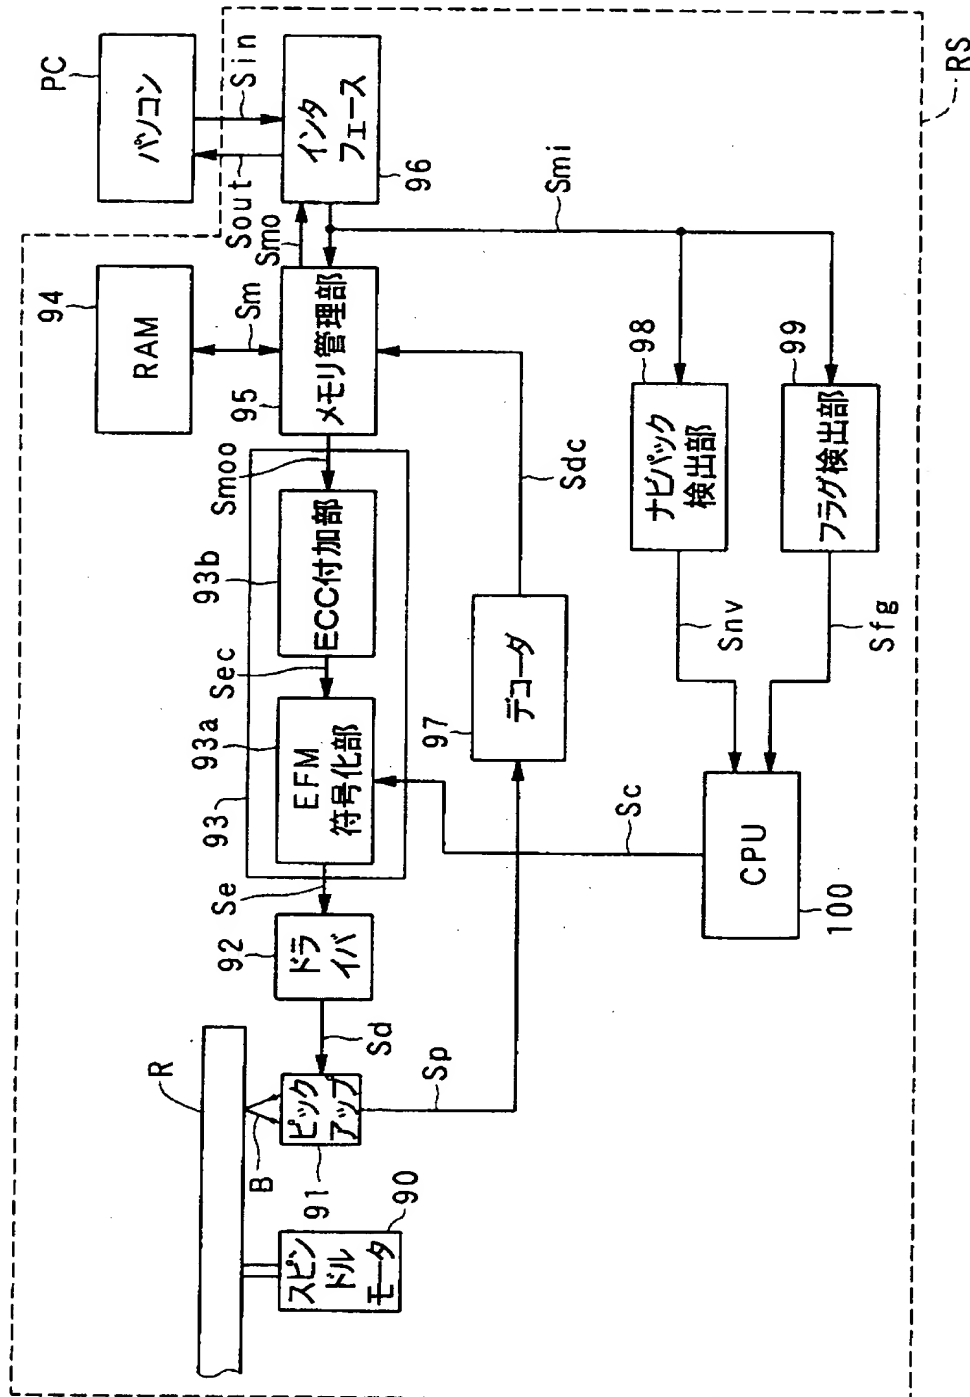 PC
パソコン
Sin
Sout
インタ
フェース
96
Smo
Smi
RS
94
RAM
Sm
95
メモリ管理部
Smoo
93b
ECC付加部
Sec
93
93a
EFM
符号化部
Se
92
ドラ
イバ
Sd
R
B
ピック
アップ
91
Sp
スピン
ドル
モータ
90
97
デコーダ
Sdc
98
ナビパック
検出部
99
フラグ検出部
Snv
Sfg
Sc
CPU
100